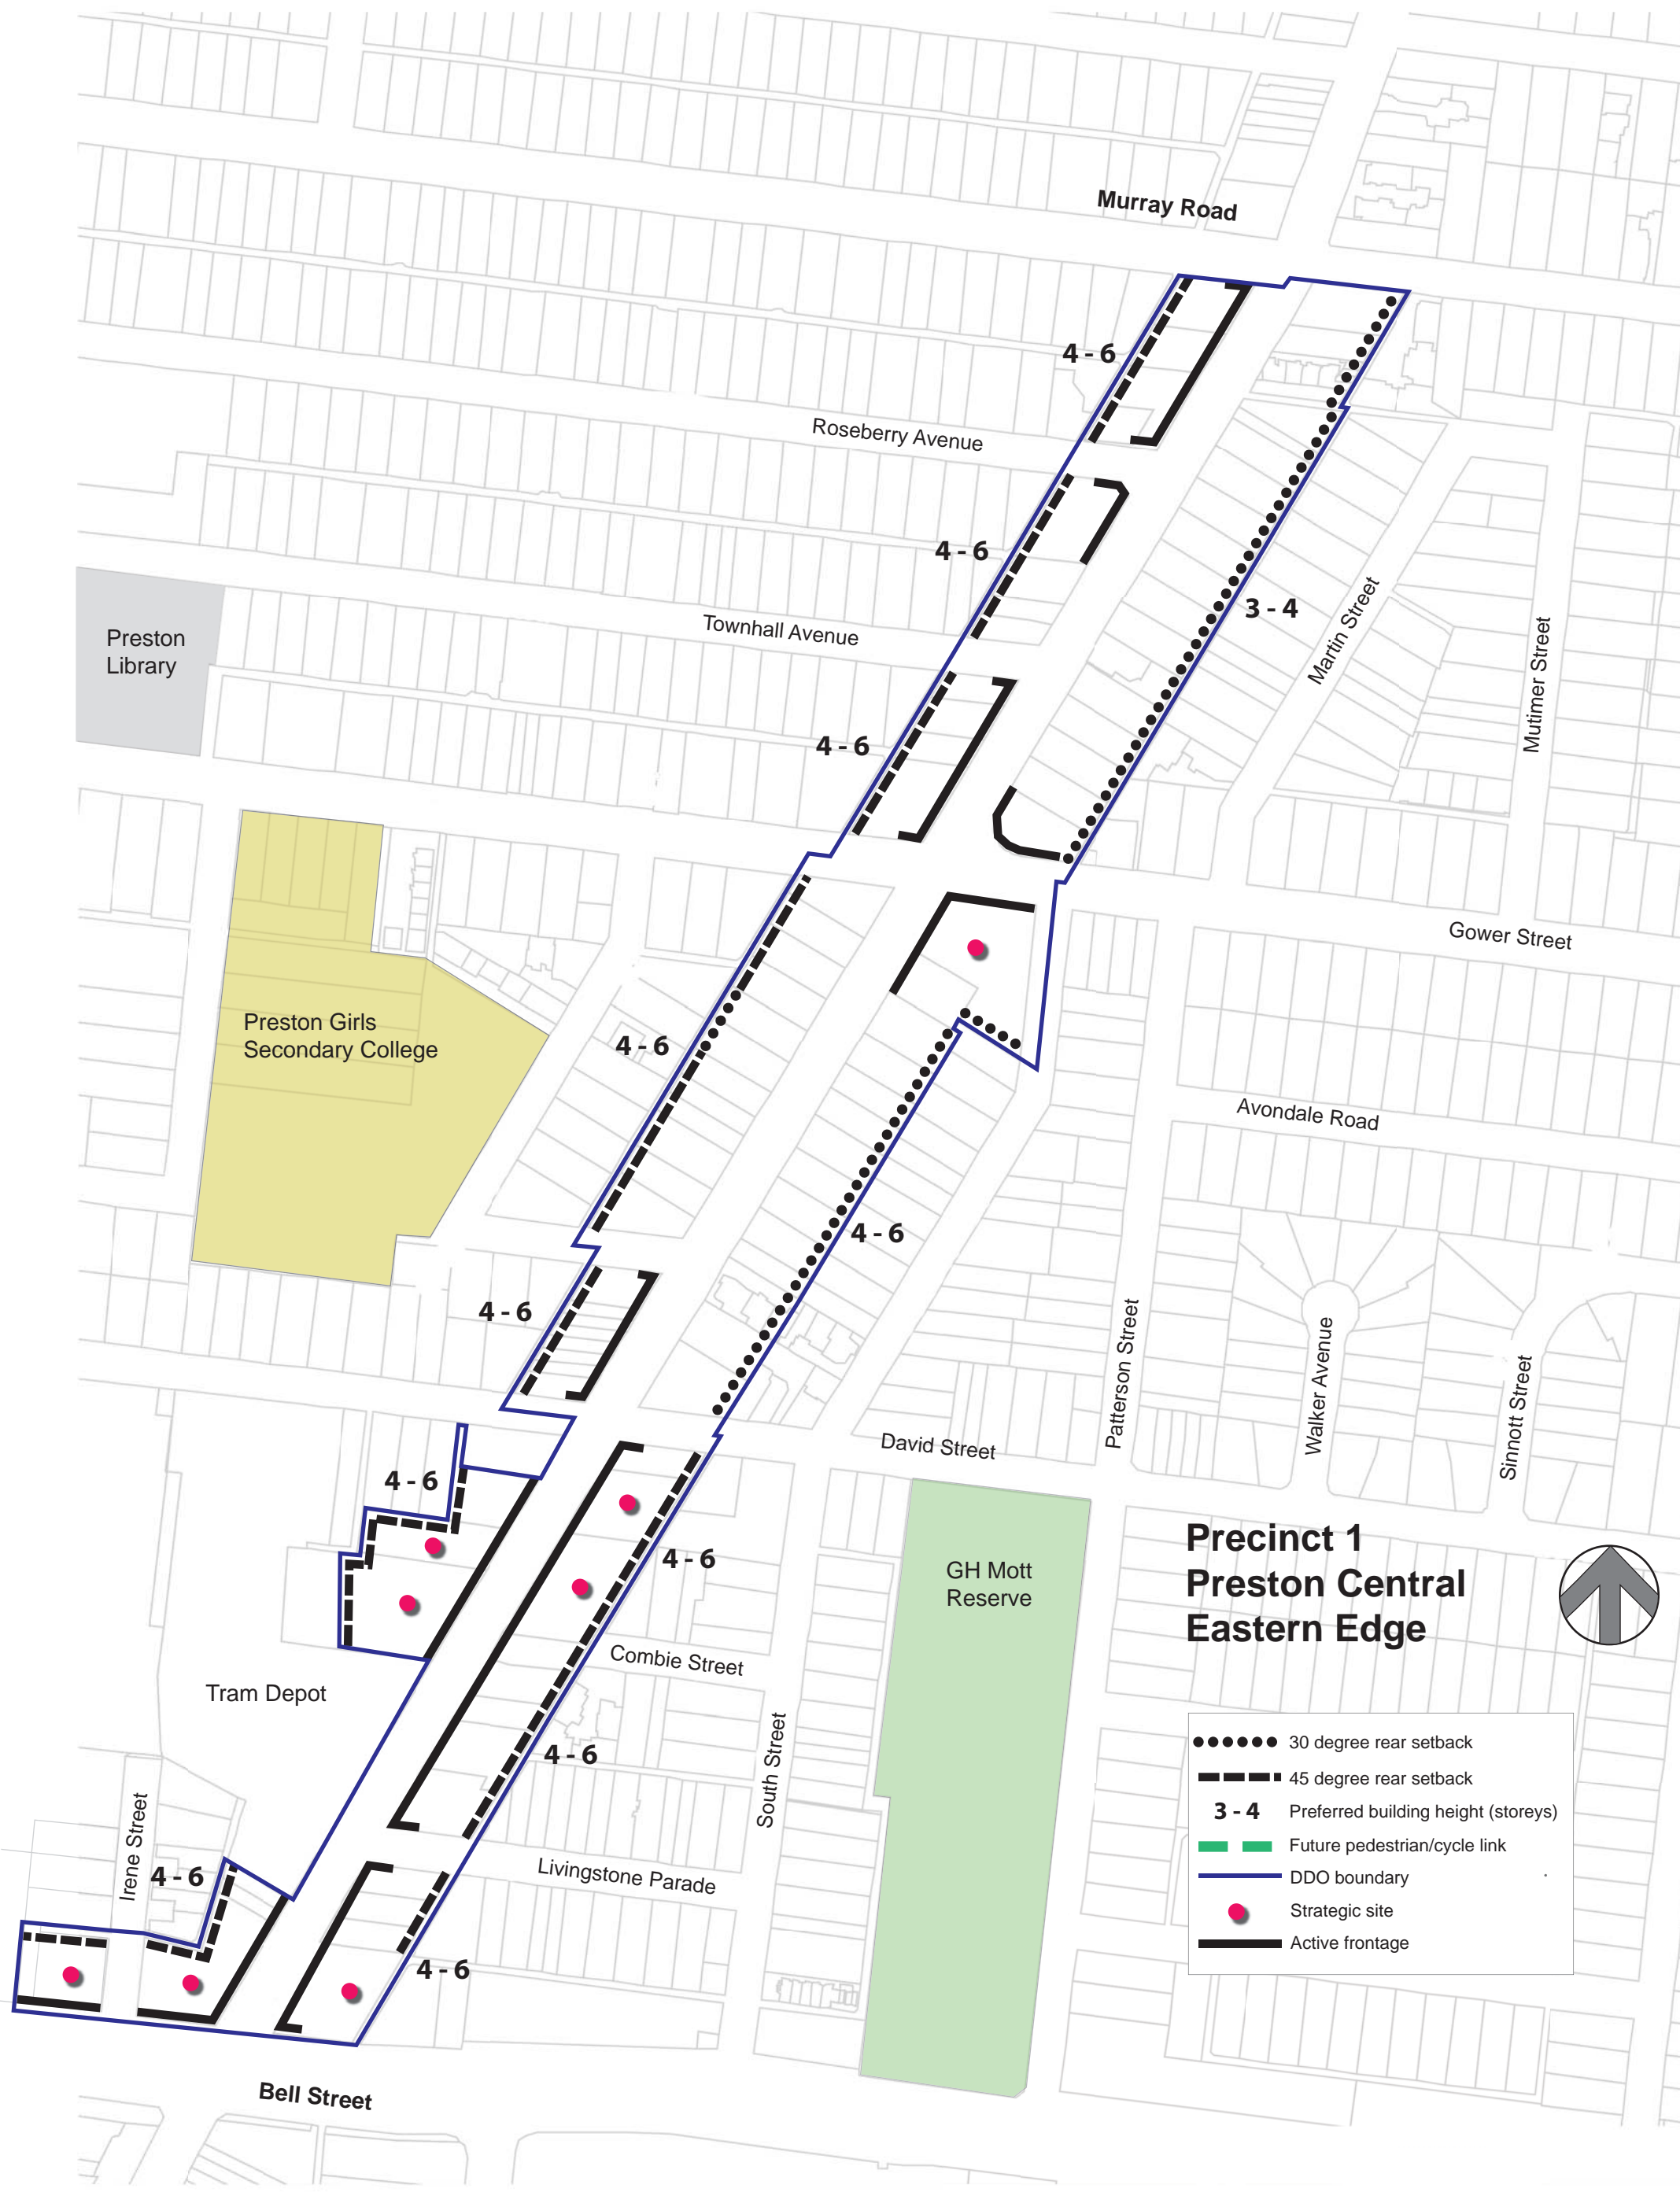 Murray Road
4 - 6
Roseberry Avenue
4 - 6
3 - 4
Martin Street
Townhall Avenue
Mutimer Street
Preston
Library
4 - 6
Gower Street
Preston Girls
Secondary College
4 - 6
Avondale Road
4 - 6
4 - 6
Patterson Street
Walker Avenue
Sinnott Street
David Street
4 - 6
4 - 6
GH Mott
Reserve
Precinct 1
Preston Central
Eastern Edge
Combie Street
Tram Depot
4 - 6
South Street
30 degree rear setback
45 degree rear setback
3 - 4 Preferred building height (storeys)
Future pedestrian/cycle link
DDO boundary
Strategic site
Active frontage
Irene Street
4 - 6
Livingstone Parade
4 - 6
Bell Street